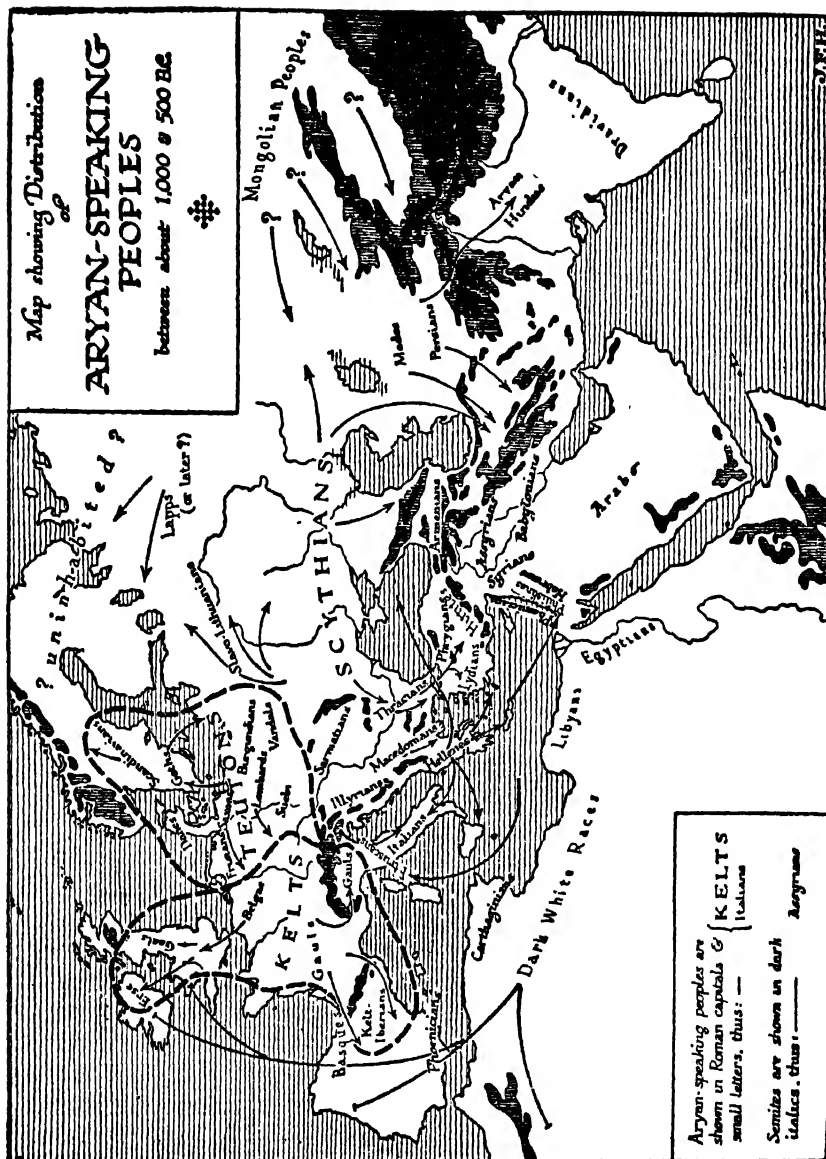 Map showing Distribution
of
ARYAN-SPEAKING
PEOPLES
between about 1,000 & 500 B.C.
? uninhabited ?
Lapps
(or later?)
Mongolian Peoples
?
?
?
Scandinavians
Goths
TEUTONS
Burgundians
Lombards
Vandals
Suevi
Slavo-Lithuanians
SCYTHIANS
Sarmatians
Erse
Gaels
Belgae
KELTS
Gauls
Gauls
Basques
Kelt-
Iberians
Phoenicians
Italians
Illyrians
Macedonians
Hellenes
Thracians
Phrygians
Lydians
Armenians
Assyrians
Babylonians
Syrians
Medes
Persians
Aryan
Hindus
Dravidians
Arabs
Egyptians
Libyans
Carthaginians
Dark White Races
Aryan-speaking peoples are
shown in Roman capitals &
small letters, thus: —
KELTS
Italians
Semites are shown in dark
italics, thus: —
Assyrians
J.F.H.